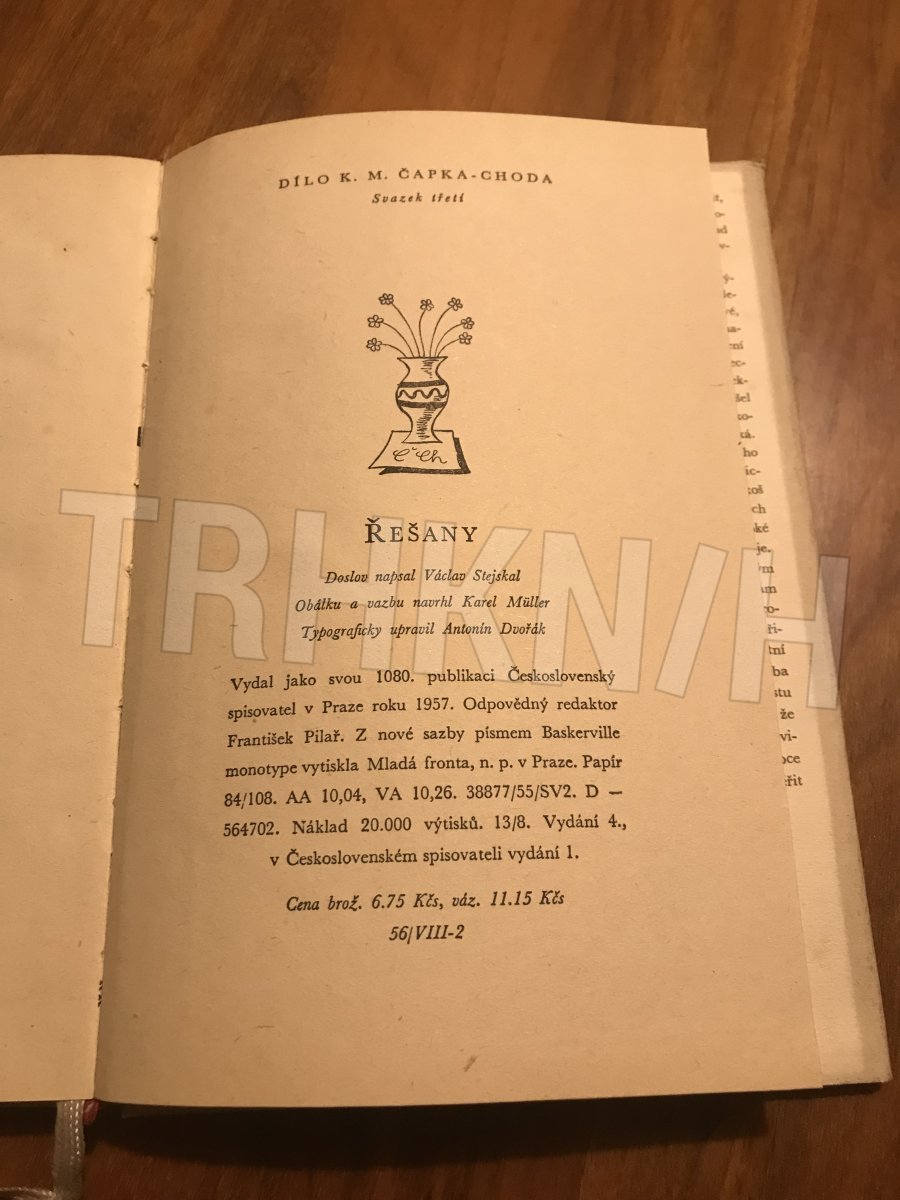 DÍLO K. M. ČAPKA-CHODA
Svazek třetí
Č Ch
ŘEŠANY
Doslov napsal Václav Stejskal
Obálku a vazbu navrhl Karel Müller
Typograficky upravil Antonín Dvořák
Vydal jako svou 1080. publikaci Československý
spisovatel v Praze roku 1957. Odpovědný redaktor
František Pilař. Z nové sazby písmem Baskerville
monotype vytiskla Mladá fronta, n. p. v Praze. Papír
84/108. AA 10,04, VA 10,26. 38877/55/SV2. D —
564702. Náklad 20.000 výtisků. 13/8. Vydání 4.,
v Československém spisovateli vydání 1.
Cena brož. 6.75 Kčs, váz. 11.15 Kčs
56/VIII-2
TRHKNIH